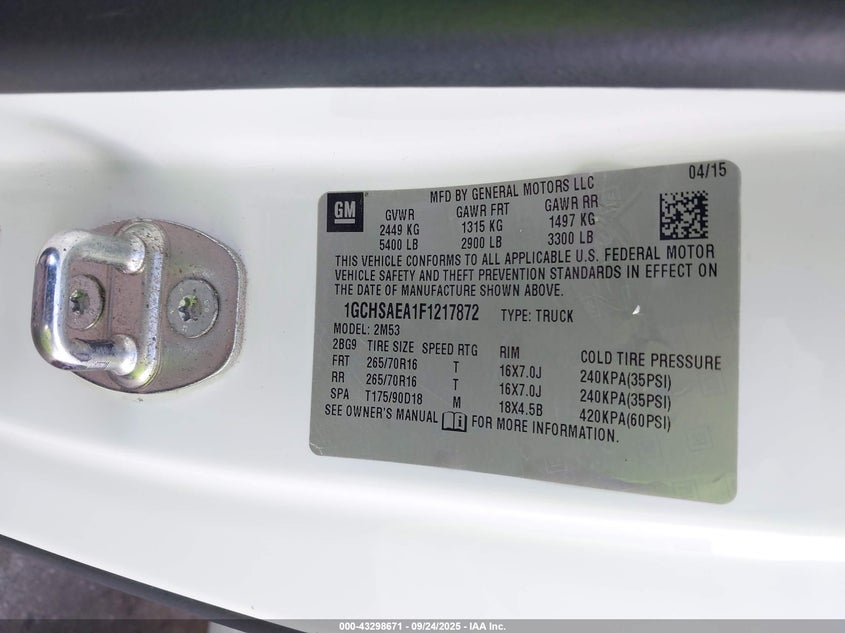 04/15
MFD BY GENERAL MOTORS LLC
GM
GVWR GAWR FRT GAWR RR
2449 KG 1315 KG 1497 KG
5400 LB 2900 LB 3300 LB
THIS VEHICLE CONFORMS TO ALL APPLICABLE U.S. FEDERAL MOTOR
VEHICLE SAFETY AND THEFT PREVENTION STANDARDS IN EFFECT ON
THE DATE OF MANUFACTURE SHOWN ABOVE.
1GCHSAEA1F1217872 TYPE: TRUCK
MODEL: 2M53
2BG9 TIRE SIZE SPEED RTG RIM COLD TIRE PRESSURE
FRT 265/70R16 T 16X7.0J 240KPA(35PSI)
RR 265/70R16 T 16X7.0J 240KPA(35PSI)
SPA T175/90D18 M 18X4.5B 420KPA(60PSI)
SEE OWNER'S MANUAL FOR MORE INFORMATION.
000-43298671 - 09/24/2025 - IAA Inc.